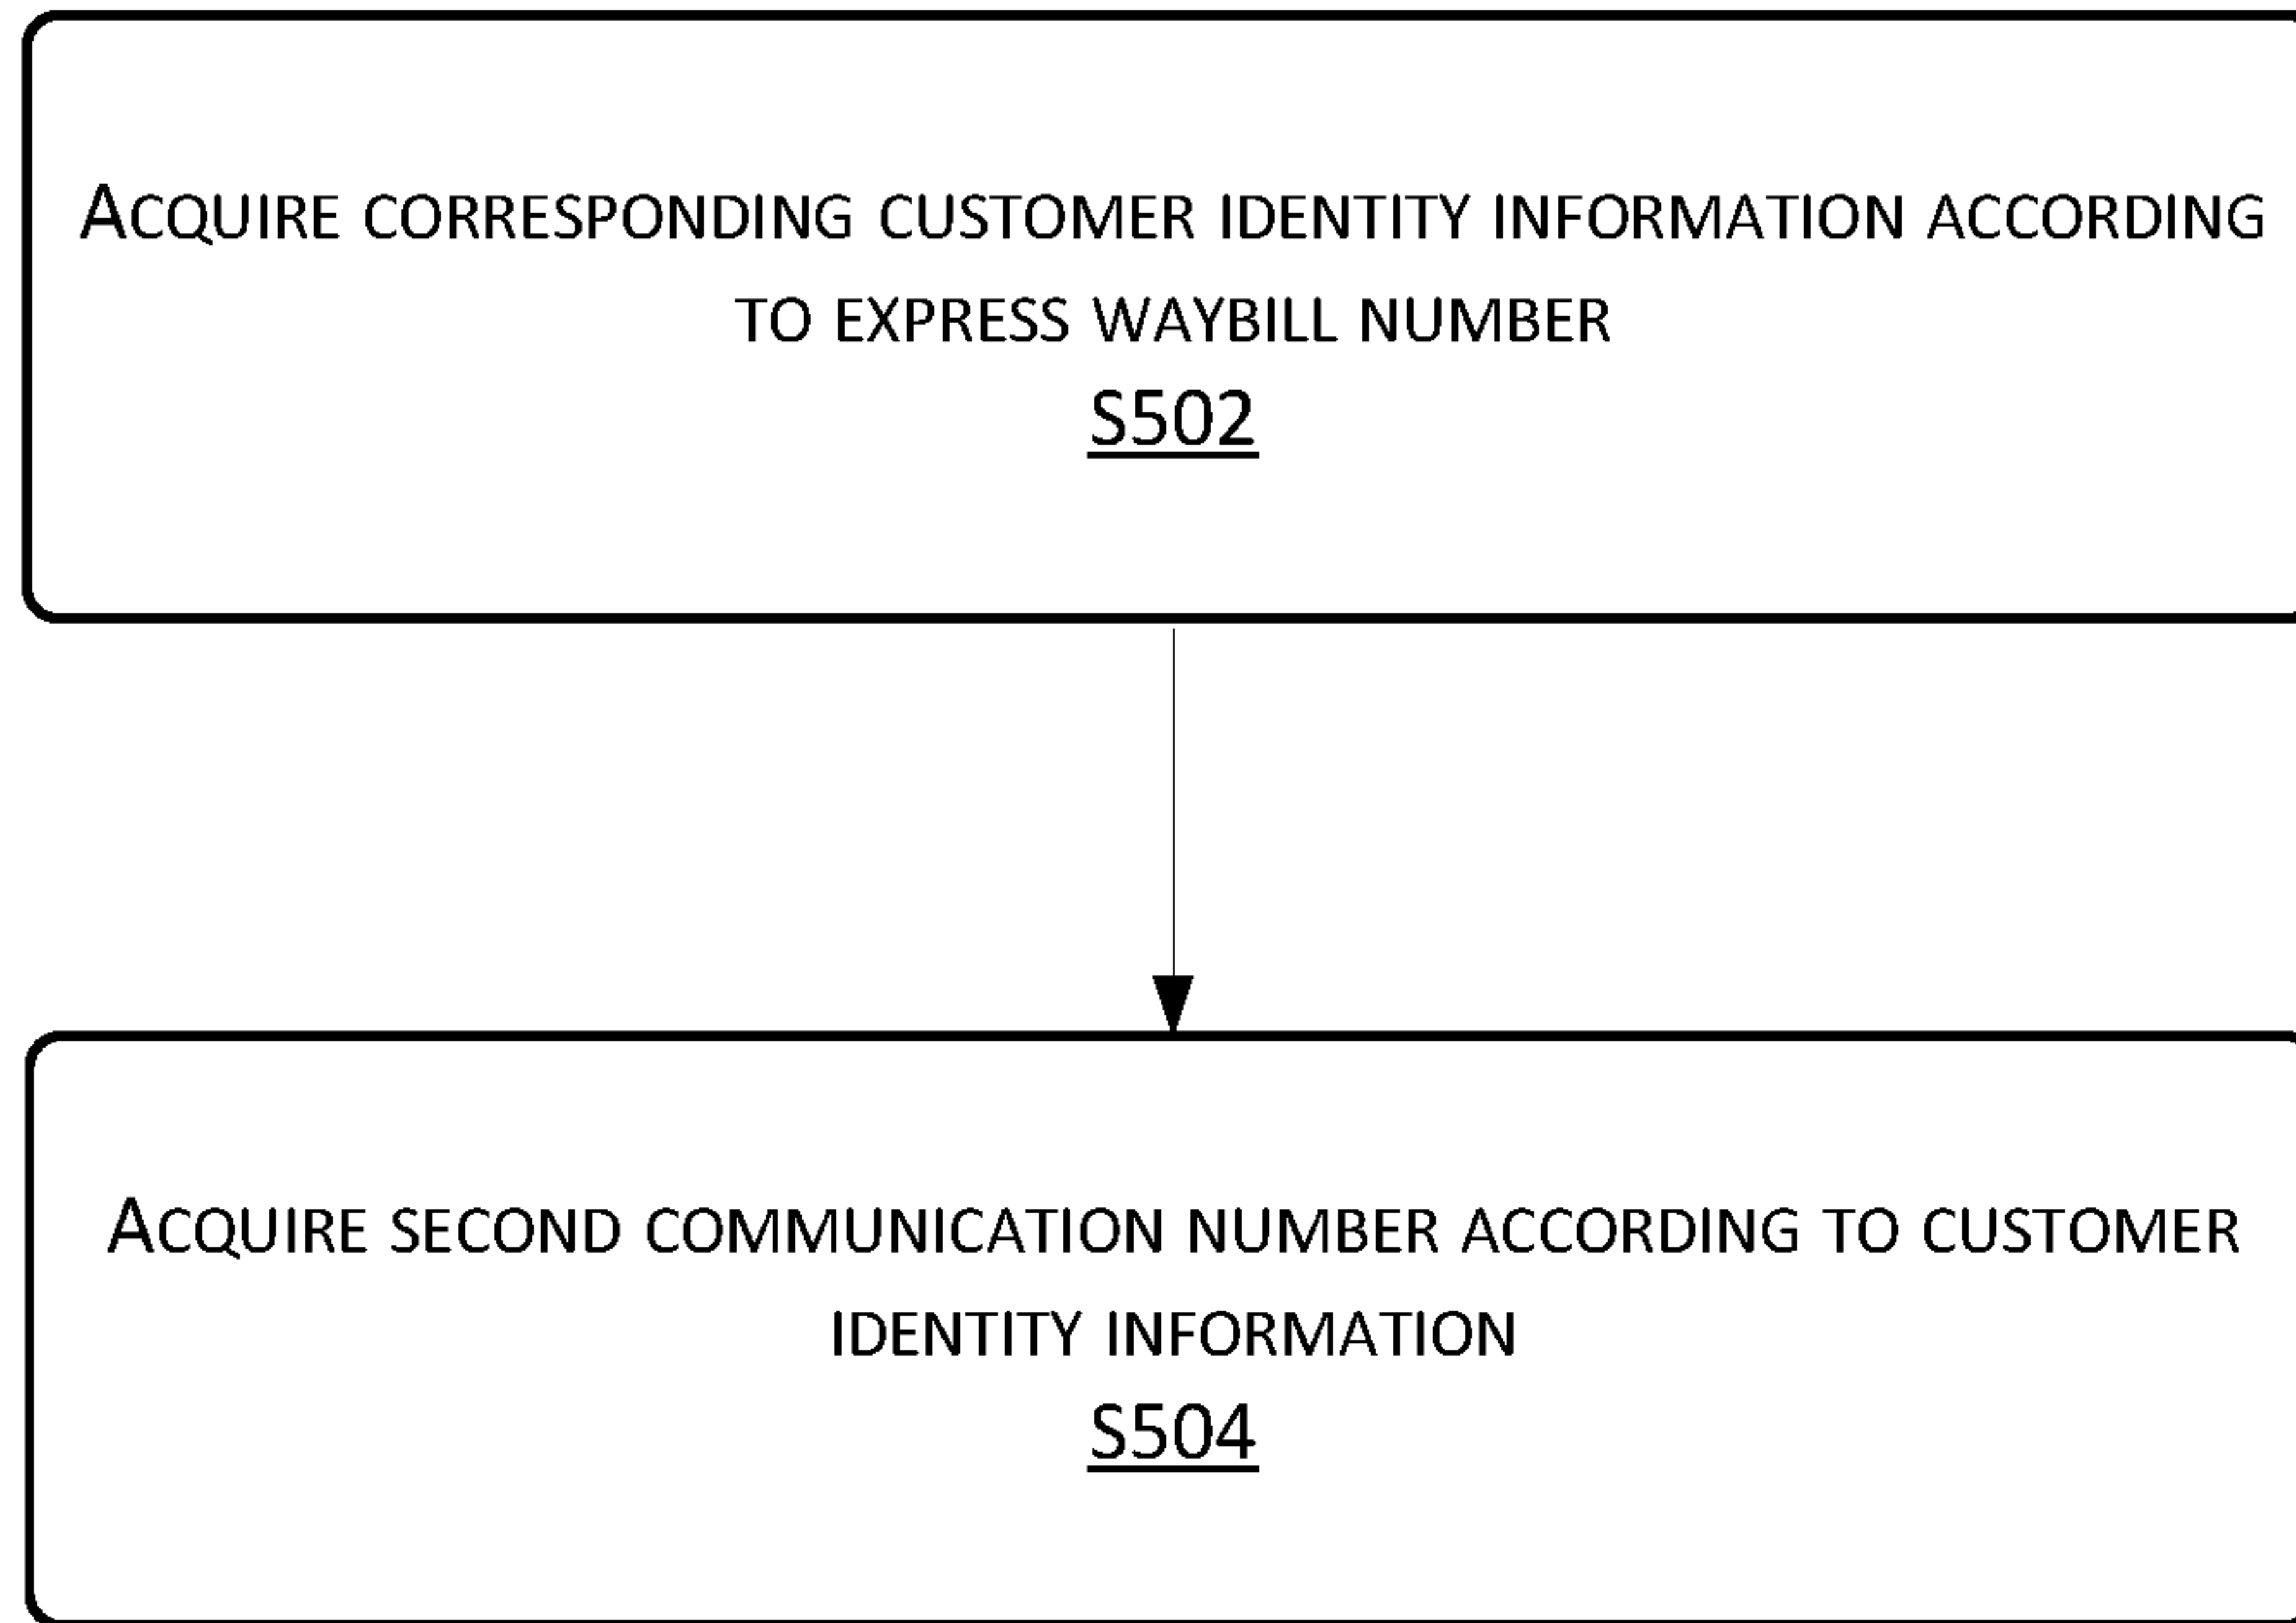 ACQUIRE CORRESPONDING CUSTOMER IDENTITY INFORMATION ACCORDING
TO EXPRESS WAYBILL NUMBER
S502
ACQUIRE SECOND COMMUNICATION NUMBER ACCORDING TO CUSTOMER
IDENTITY INFORMATION
S504